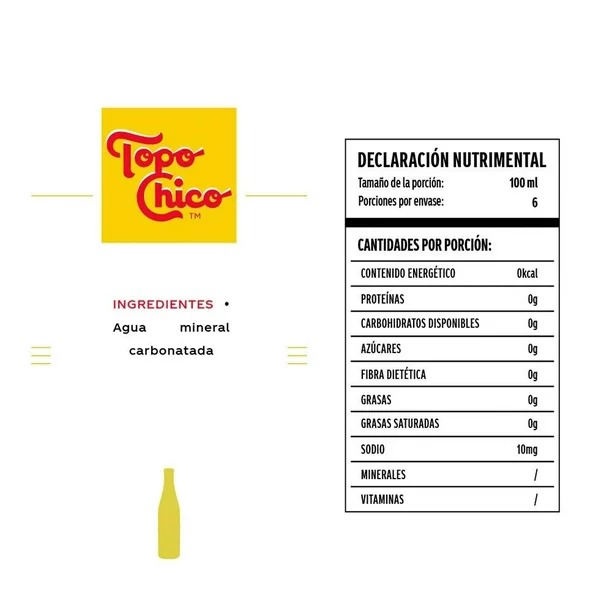 Topo
Chico
TM
INGREDIENTES •
Agua mineral
carbonatada
DECLARACIÓN NUTRIMENTAL
Tamaño de la porción: 100 ml
Porciones por envase: 6
CANTIDADES POR PORCIÓN:
CONTENIDO ENERGÉTICO 0kcal
PROTEÍNAS 0g
CARBOHIDRATOS DISPONIBLES 0g
AZÚCARES 0g
FIBRA DIETÉTICA 0g
GRASAS 0g
GRASAS SATURADAS 0g
SODIO 10mg
MINERALES /
VITAMINAS /